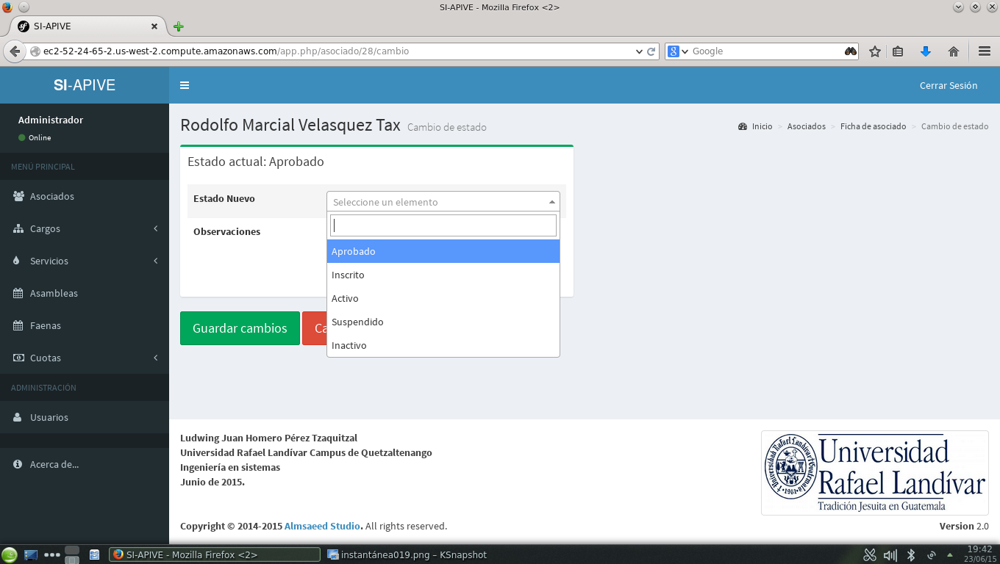 SI-APIVE - Mozilla Firefox <2>
SI-APIVE
ec2-52-24-65-2.us-west-2.compute.amazonaws.com/app.php/asociado/28/cambio
Google
SI-APIVE
Cerrar Sesión
Administrador
Online
MENÚ PRINCIPAL
Asociados
Cargos
Servicios
Asambleas
Faenas
Cuotas
ADMINISTRACIÓN
Usuarios
Acerca de...
Rodolfo Marcial Velasquez Tax Cambio de estado
Inicio > Asociados > Ficha de asociado > Cambio de estado
Estado actual: Aprobado
Estado Nuevo
Seleccione un elemento
Observaciones
Aprobado
Inscrito
Activo
Suspendido
Inactivo
Guardar cambios
Ca
Ludwing Juan Homero Pérez Tzaquitzal
Universidad Rafael Landívar Campus de Quetzaltenango
Ingeniería en sistemas
Junio de 2015.
Universidad
Rafael Landívar
Tradición Jesuita en Guatemala
Copyright © 2014-2015 Almsaeed Studio. All rights reserved.
Version 2.0
SI-APIVE - Mozilla Firefox <2>
instantánea019.png – KSnapshot
19:42
23/06/15